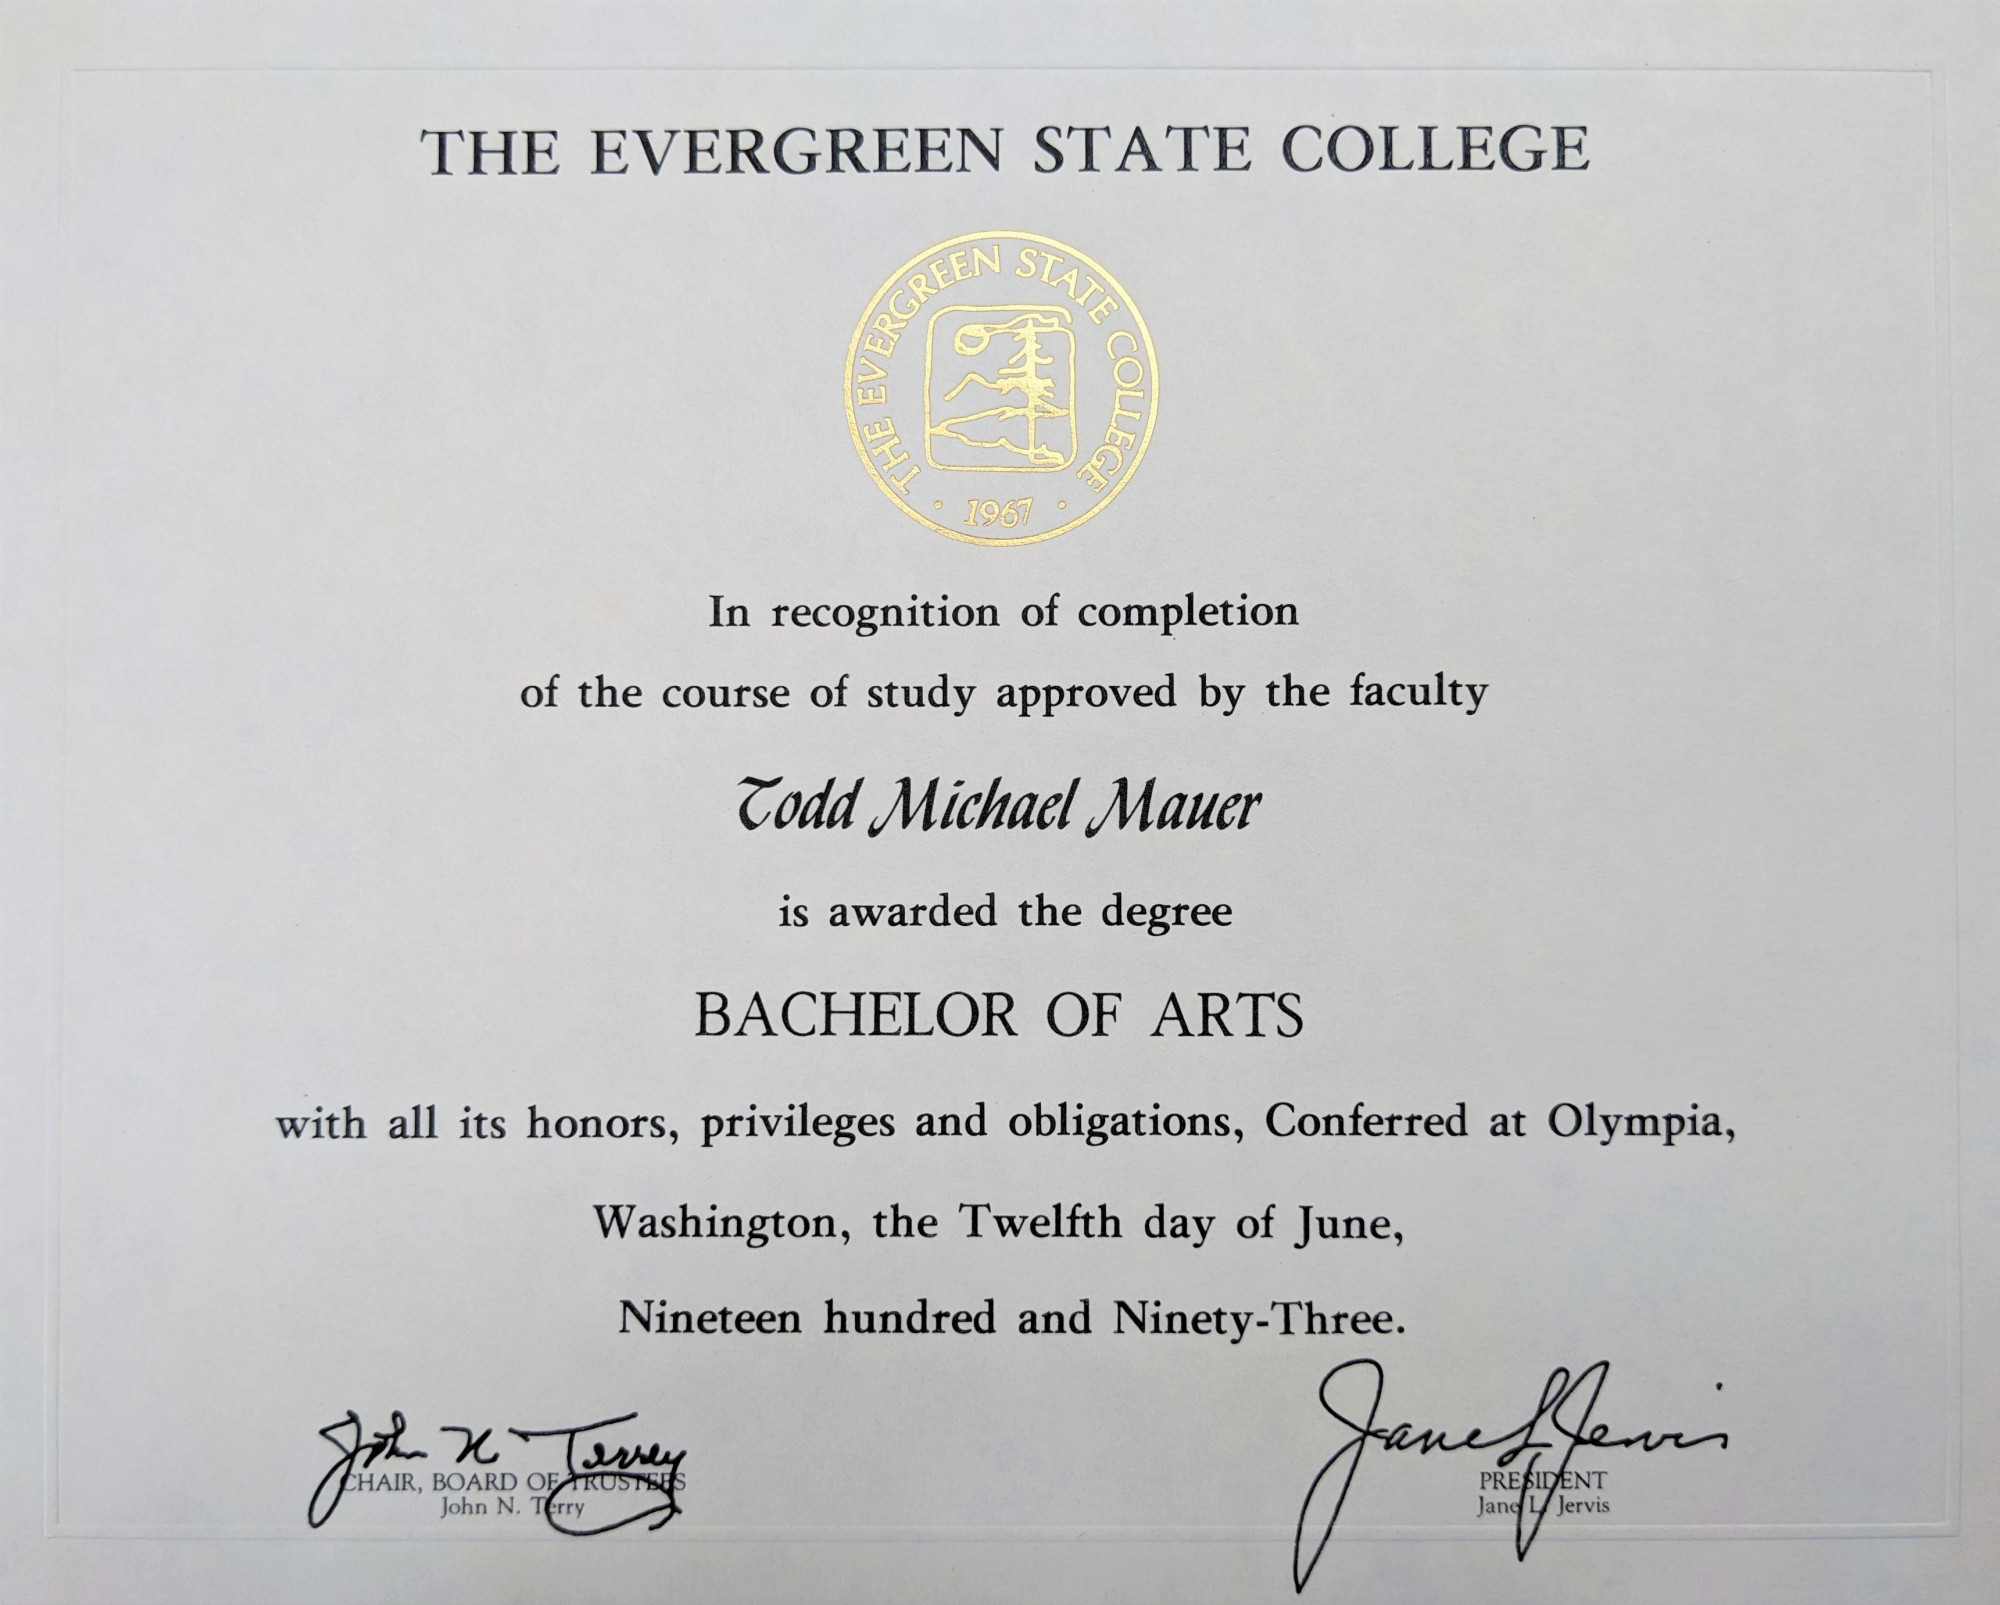 THE EVERGREEN STATE COLLEGE
THE EVERGREEN STATE COLLEGE
· 1967 ·
In recognition of completion
of the course of study approved by the faculty
Todd Michael Mauer
is awarded the degree
BACHELOR OF ARTS
with all its honors, privileges and obligations, Conferred at Olympia,
Washington, the Twelfth day of June,
Nineteen hundred and Ninety-Three.
John N Terrey
CHAIR, BOARD OF TRUSTEES
John N. Terry
Jane L Jervis
PRESIDENT
Jane L. Jervis